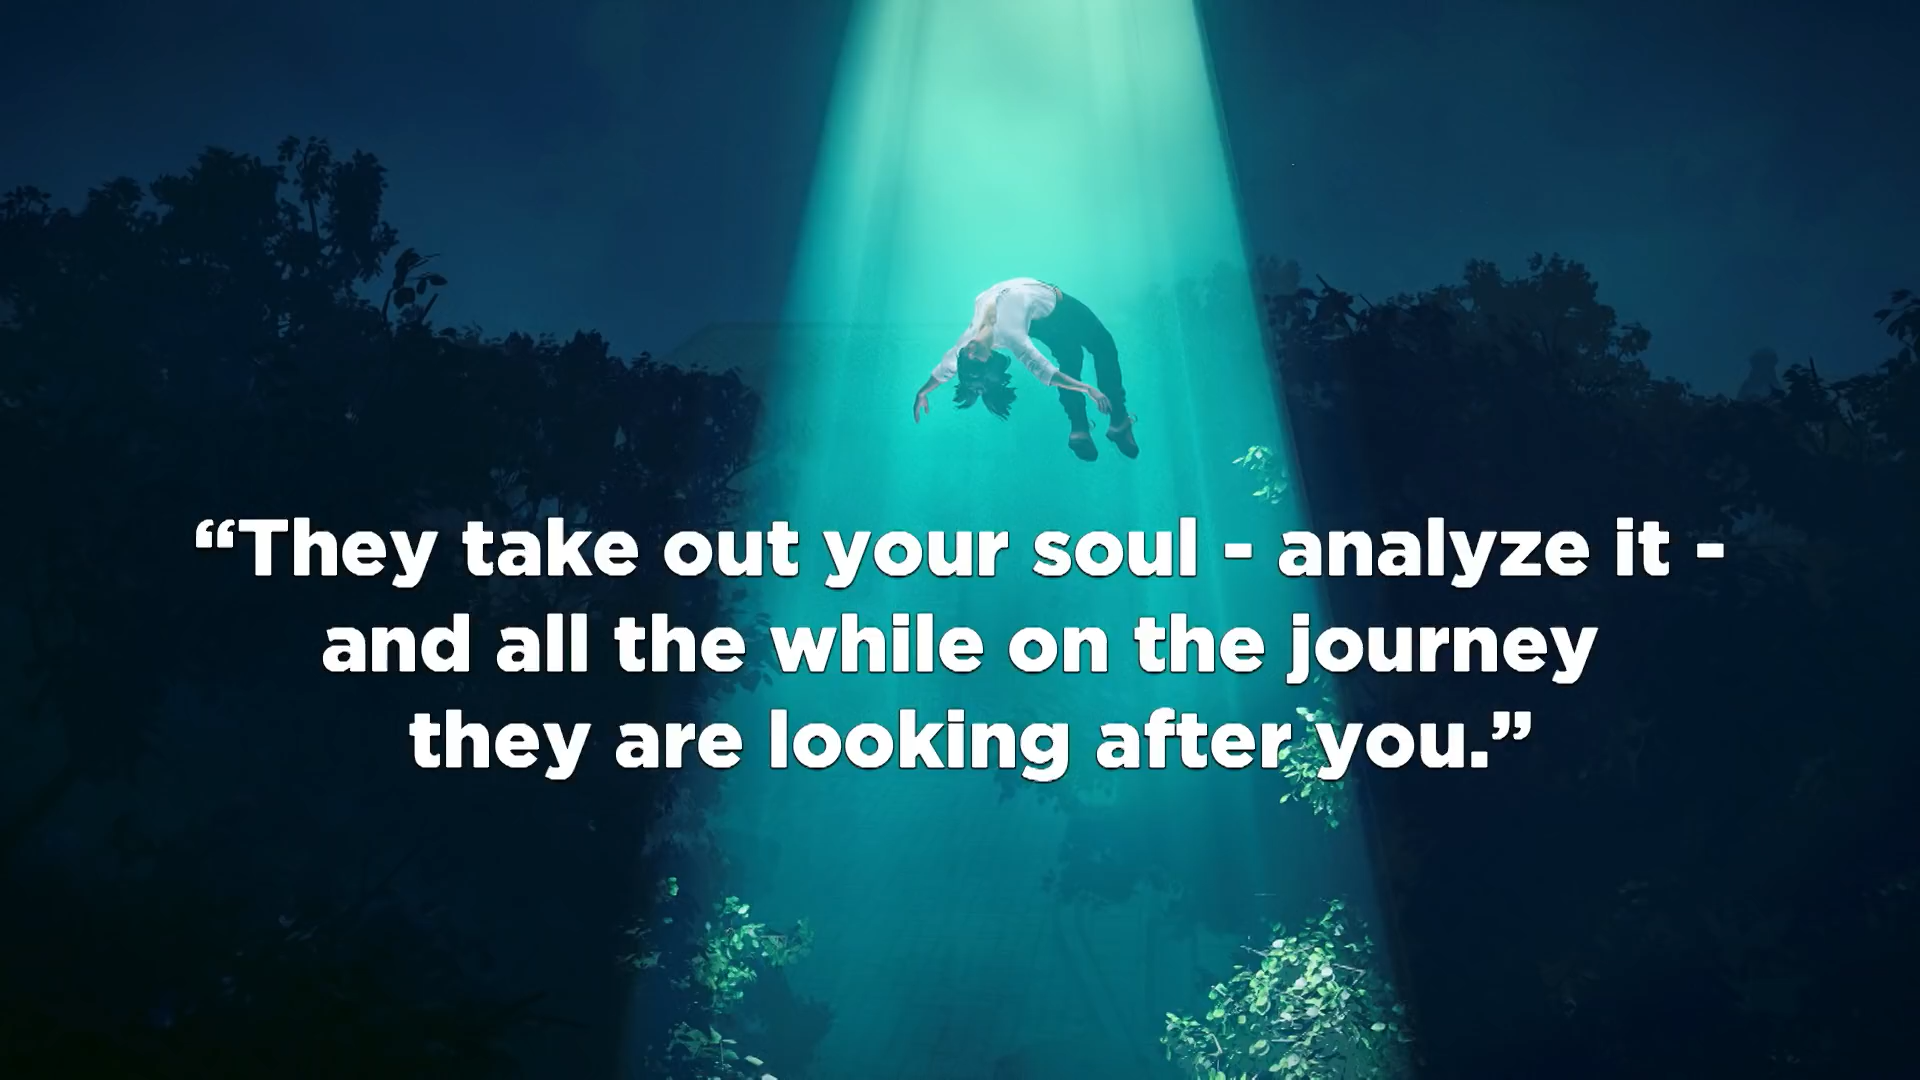 “They take out your soul - analyze it -
and all the while on the journey
they are looking after you.”